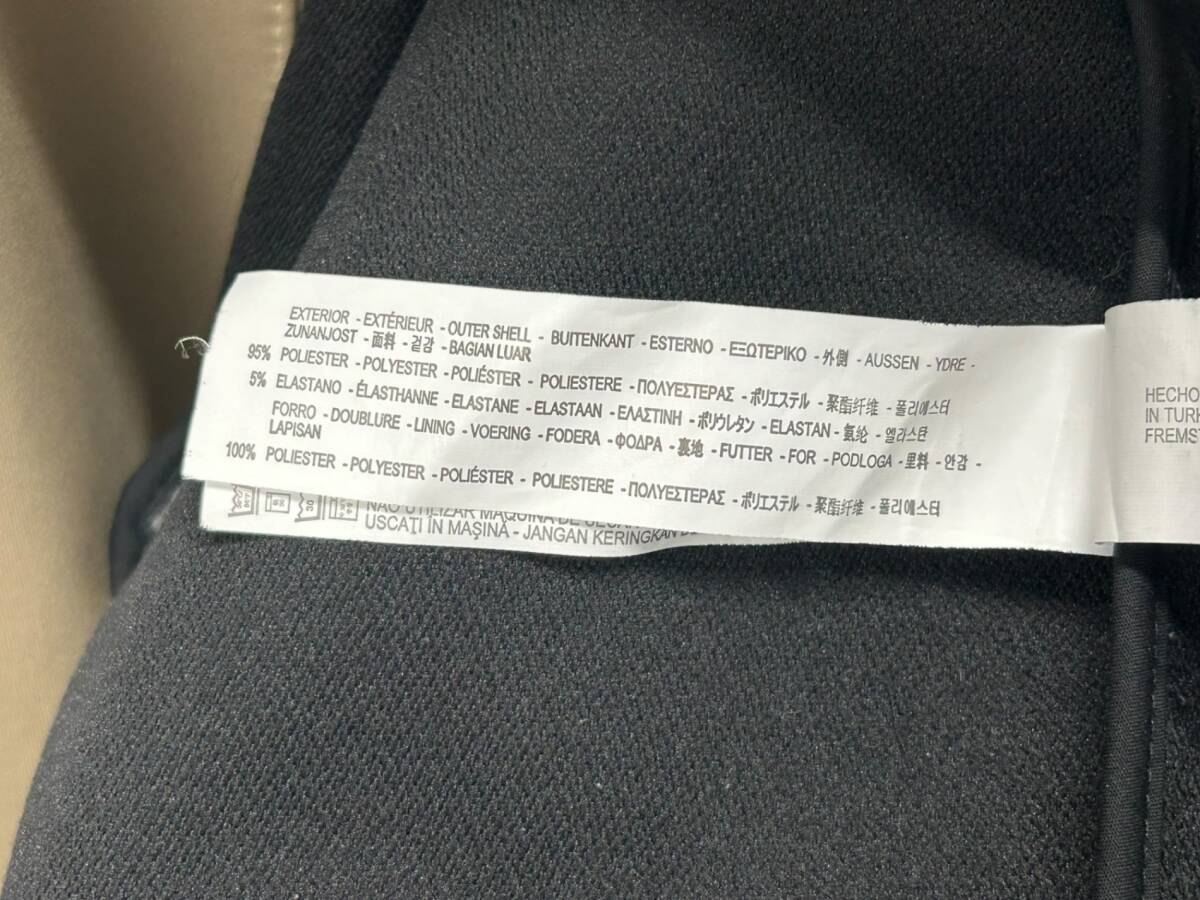 EXTERIOR - EXTÉRIEUR - OUTER SHELL - BUITENKANT - ESTERNO - ΕΞΩΤΕΡΙΚΟ - 外側 - AUSSEN - YDRE -
ZUNANJOST - 面料 - 겉감 - BAGIAN LUAR
95% POLIESTER - POLYESTER - POLIÉSTER - POLIESTERE - ΠΟΛΥΕΣΤΕΡΑΣ - ポリエステル - 聚酯纤维 - 폴리에스터
5% ELASTANO - ÉLASTHANNE - ELASTANE - ELASTAAN - ΕΛΑΣΤΙΝΗ - ポリウレタン - ELASTAN - 氨纶 - 엘라스탄
FORRO - DOUBLURE - LINING - VOERING - FODERA - ΦΟΔΡΑ - 裏地 - FUTTER - FOR - PODLOGA - 里料 - 안감 -
LAPISAN
100% POLIESTER - POLYESTER - POLIÉSTER - POLIESTERE - ΠΟΛΥΕΣΤΕΡΑΣ - ポリエステル - 聚酯纤维 - 폴리에스터
NÃO UTILIZAR MÁQUINA DE
USCAȚI ÎN MAȘINĂ - JANGAN KERINGKAN
HECHO
IN